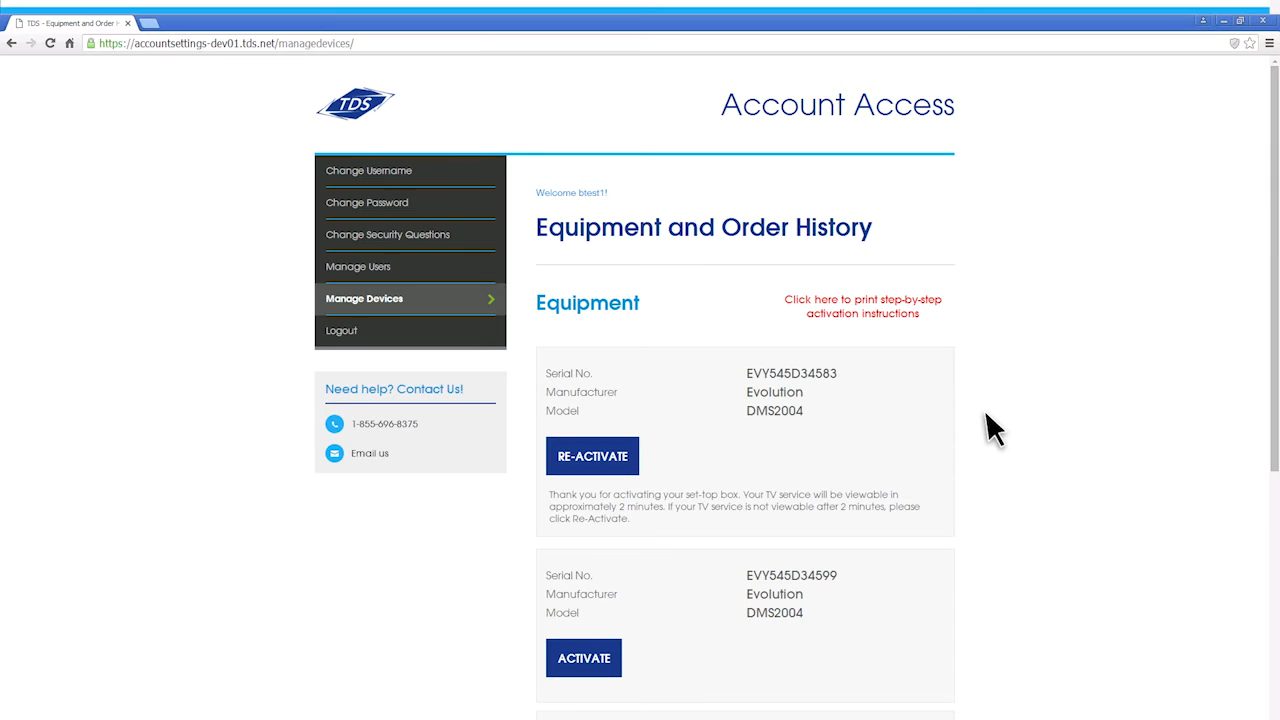 TDS - Equipment and Order H
https://accountsettings-dev01.tds.net/managedevices/
TDS
Account Access
Change Username
Change Password
Change Security Questions
Manage Users
Manage Devices
Logout
Need help? Contact Us!
1-855-696-8375
Email us
Welcome btest1!
Equipment and Order History
Equipment
Click here to print step-by-step
activation instructions
Serial No. EVY545D34583
Manufacturer Evolution
Model DMS2004
RE-ACTIVATE
Thank you for activating your set-top box. Your TV service will be viewable in
approximately 2 minutes. If your TV service is not viewable after 2 minutes, please
click Re-Activate.
Serial No. EVY545D34599
Manufacturer Evolution
Model DMS2004
ACTIVATE